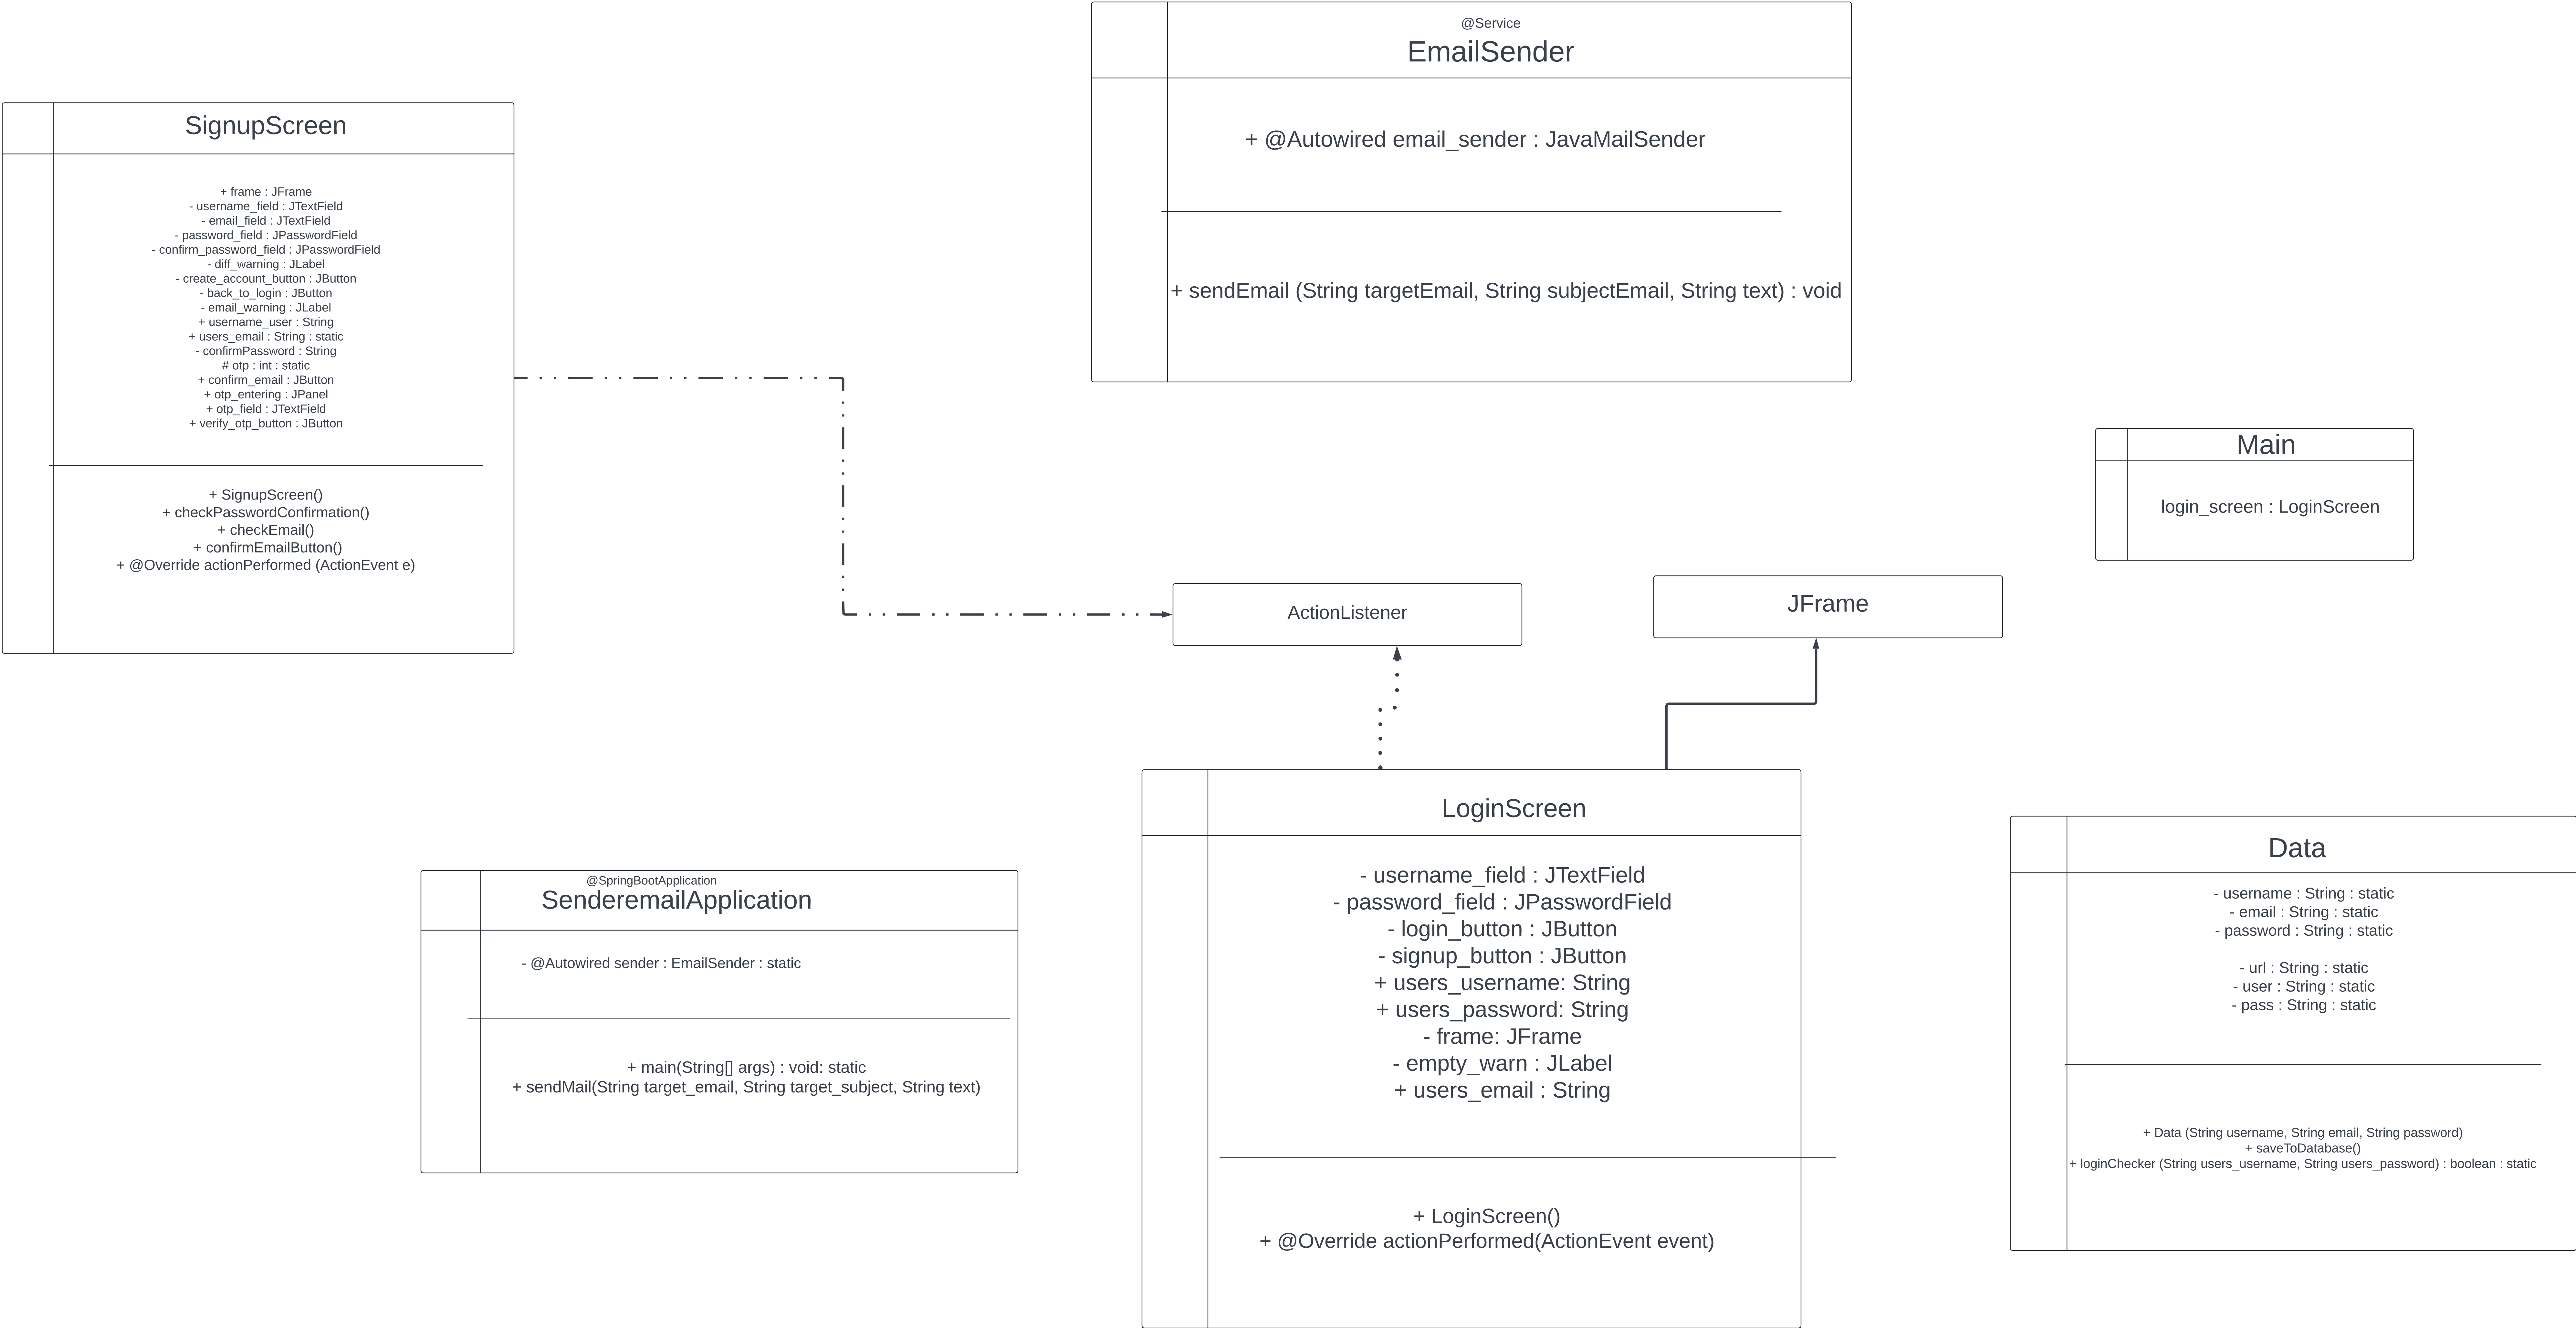 @Service
EmailSender
+ @Autowired email_sender : JavaMailSender
+ sendEmail (String targetEmail, String subjectEmail, String text) : void
SignupScreen
+ frame : JFrame
- username_field : JTextField
- email_field : JTextField
- password_field : JPasswordField
- confirm_password_field : JPasswordField
- diff_warning : JLabel
- create_account_button : JButton
- back_to_login : JButton
- email_warning : JLabel
+ username_user : String
+ users_email : String : static
- confirmPassword : String
# otp : int : static
+ confirm_email : JButton
+ otp_entering : JPanel
+ otp_field : JTextField
+ verify_otp_button : JButton
+ SignupScreen()
+ checkPasswordConfirmation()
+ checkEmail()
+ confirmEmailButton()
+ @Override actionPerformed (ActionEvent e)
Main
login_screen : LoginScreen
ActionListener
JFrame
@SpringBootApplication
SenderemailApplication
- @Autowired sender : EmailSender : static
+ main(String[] args) : void: static
+ sendMail(String target_email, String target_subject, String text)
LoginScreen
- username_field : JTextField
- password_field : JPasswordField
- login_button : JButton
- signup_button : JButton
+ users_username: String
+ users_password: String
- frame: JFrame
- empty_warn : JLabel
+ users_email : String
+ LoginScreen()
+ @Override actionPerformed(ActionEvent event)
Data
- username : String : static
- email : String : static
- password : String : static
- url : String : static
- user : String : static
- pass : String : static
+ Data (String username, String email, String password)
+ saveToDatabase()
+ loginChecker (String users_username, String users_password) : boolean : static